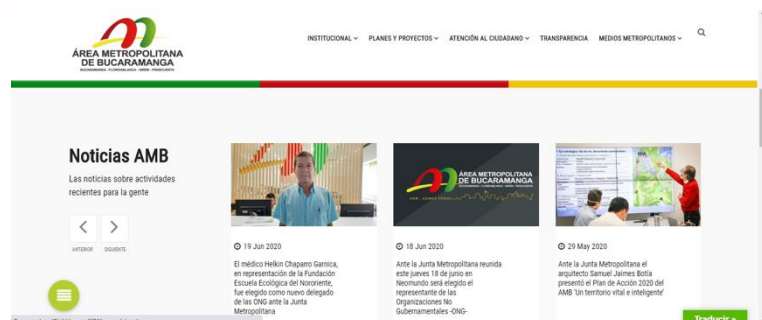 ÁREA METROPOLITANA
DE BUCARAMANGA
BUCARAMANGA - FLORIDABLANCA - GIRÓN - PIEDECUESTA
INSTITUCIONAL
PLANES Y PROYECTOS
ATENCIÓN AL CIUDADANO
TRANSPARENCIA
MEDIOS METROPOLITANOS
Noticias AMB
Las noticias sobre actividades
recientes para la gente
ANTERIOR
SIGUIENTE
19 Jun 2020
El médico Helkin Chaparro Garnica,
en representación de la Fundación
Escuela Ecológica del Nororiente,
fue elegido como nuevo delegado
de las ONG ante la Junta
Metropolitana
ÁREA METROPOLITANA
DE BUCARAMANGA
18 Jun 2020
Ante la Junta Metropolitana reunida
este jueves 18 de junio en
Neomundo será elegido el
representante de las
Organizaciones No
Gubernamentales -ONG-
29 May 2020
Ante la Junta Metropolitana el
arquitecto Samuel Jaimes Botía
presentó el Plan de Acción 2020 del
AMB 'Un territorio vital e inteligente'
Traducir »